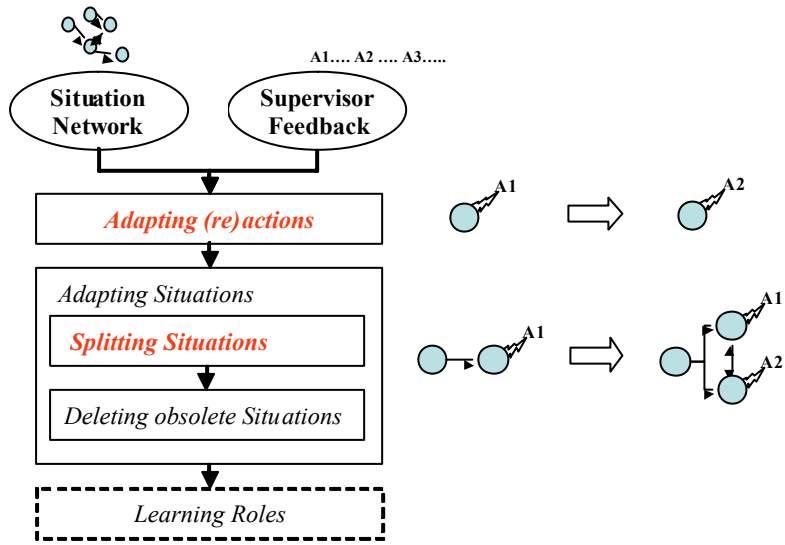 A1.... A2 .... A3.....
Situation
Network
Supervisor
Feedback
Adapting (re)actions
A1
A2
Adapting Situations
Splitting Situations
A1
A1
A2
Deleting obsolete Situations
Learning Roles